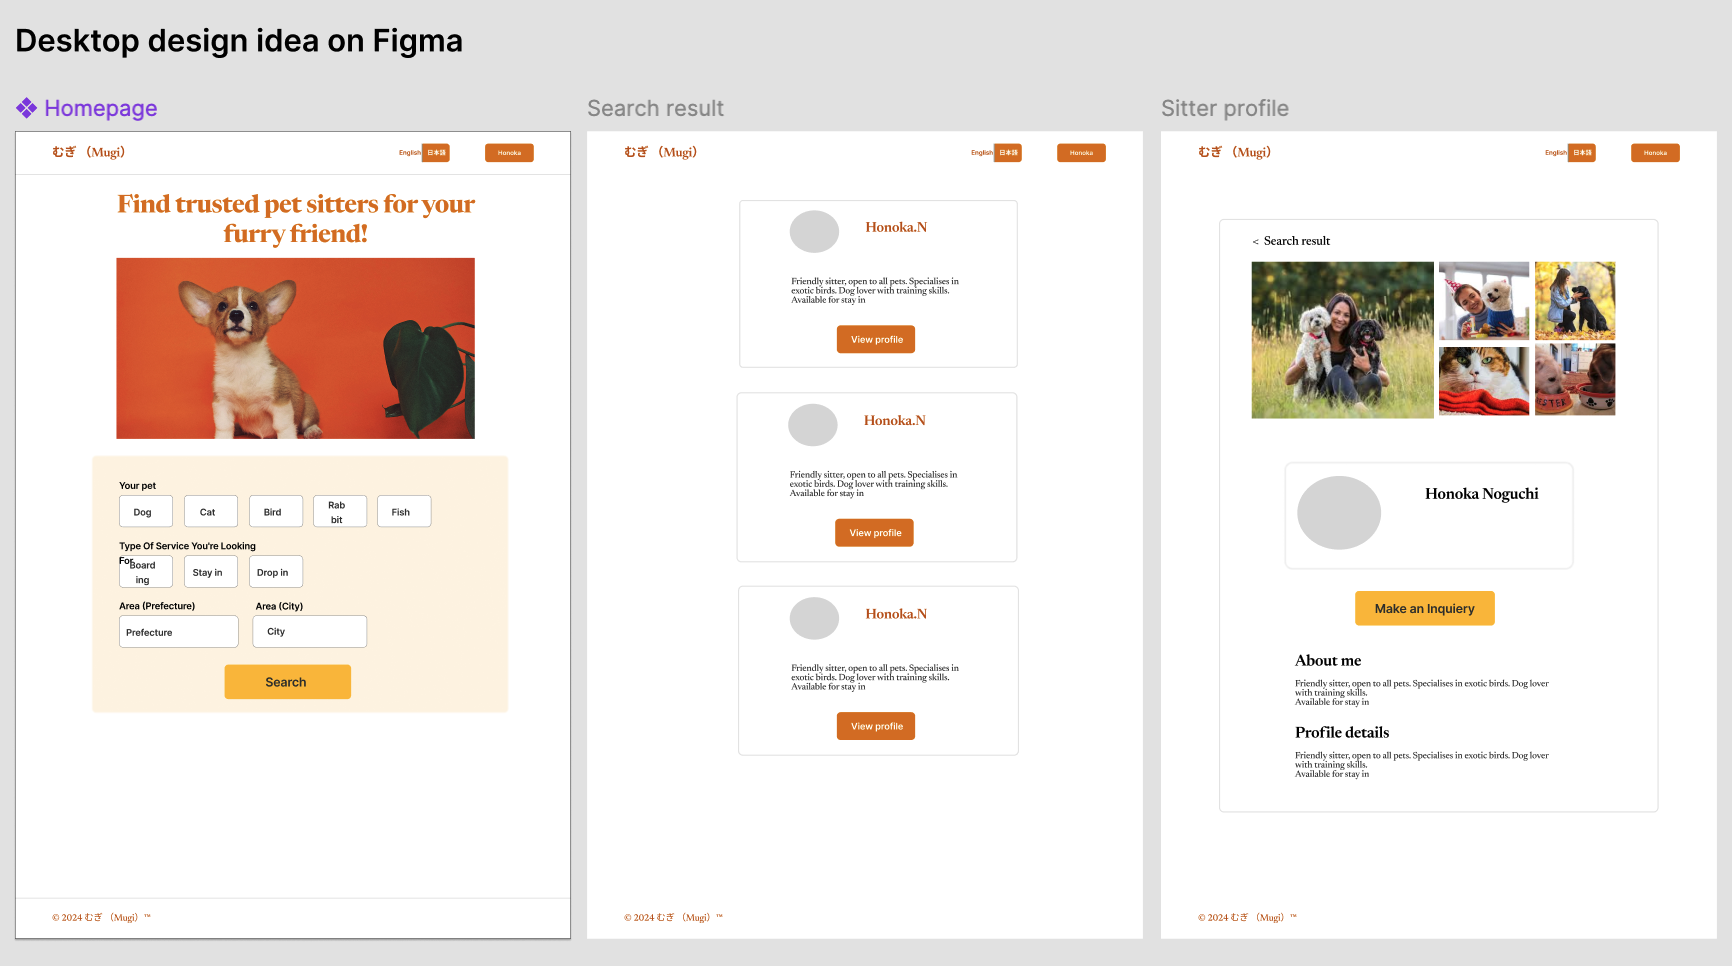 Desktop design idea on Figma
Homepage
むぎ (Mugi)
English 日本語
Honoka
Find trusted pet sitters for your
furry friend!
Your pet
Dog
Cat
Bird
Rab
bit
Fish
Type Of Service You're Looking
For
Board
ing
Stay in
Drop in
Area (Prefecture)
Area (City)
Prefecture
City
Search
© 2024 むぎ (Mugi) ™
Search result
むぎ (Mugi)
English 日本語
Honoka
Honoka.N
Friendly sitter, open to all pets. Specialises in
exotic birds. Dog lover with training skills.
Available for stay in
View profile
Honoka.N
Friendly sitter, open to all pets. Specialises in
exotic birds. Dog lover with training skills.
Available for stay in
View profile
Honoka.N
Friendly sitter, open to all pets. Specialises in
exotic birds. Dog lover with training skills.
Available for stay in
View profile
© 2024 むぎ (Mugi) ™
Sitter profile
むぎ (Mugi)
English 日本語
Honoka
< Search result
Honoka Noguchi
Make an Inquiery
About me
Friendly sitter, open to all pets. Specialises in exotic birds. Dog lover
with training skills.
Available for stay in
Profile details
Friendly sitter, open to all pets. Specialises in exotic birds. Dog lover
with training skills.
Available for stay in
© 2024 むぎ (Mugi) ™